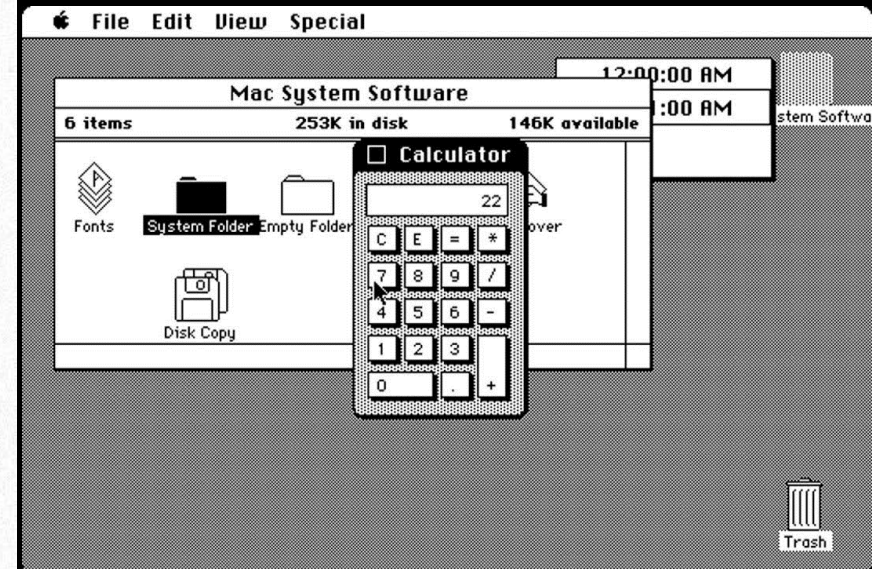 File Edit View Special
12:00:00 AM
:00 AM
Mac System Software
6 items 253K in disk 146K available
stem Softwa
Calculator
22
Fonts System Folder Empty Folder over
C E = *
7 8 9 /
4 5 6 -
Disk Copy
1 2 3
0 . +
Trash